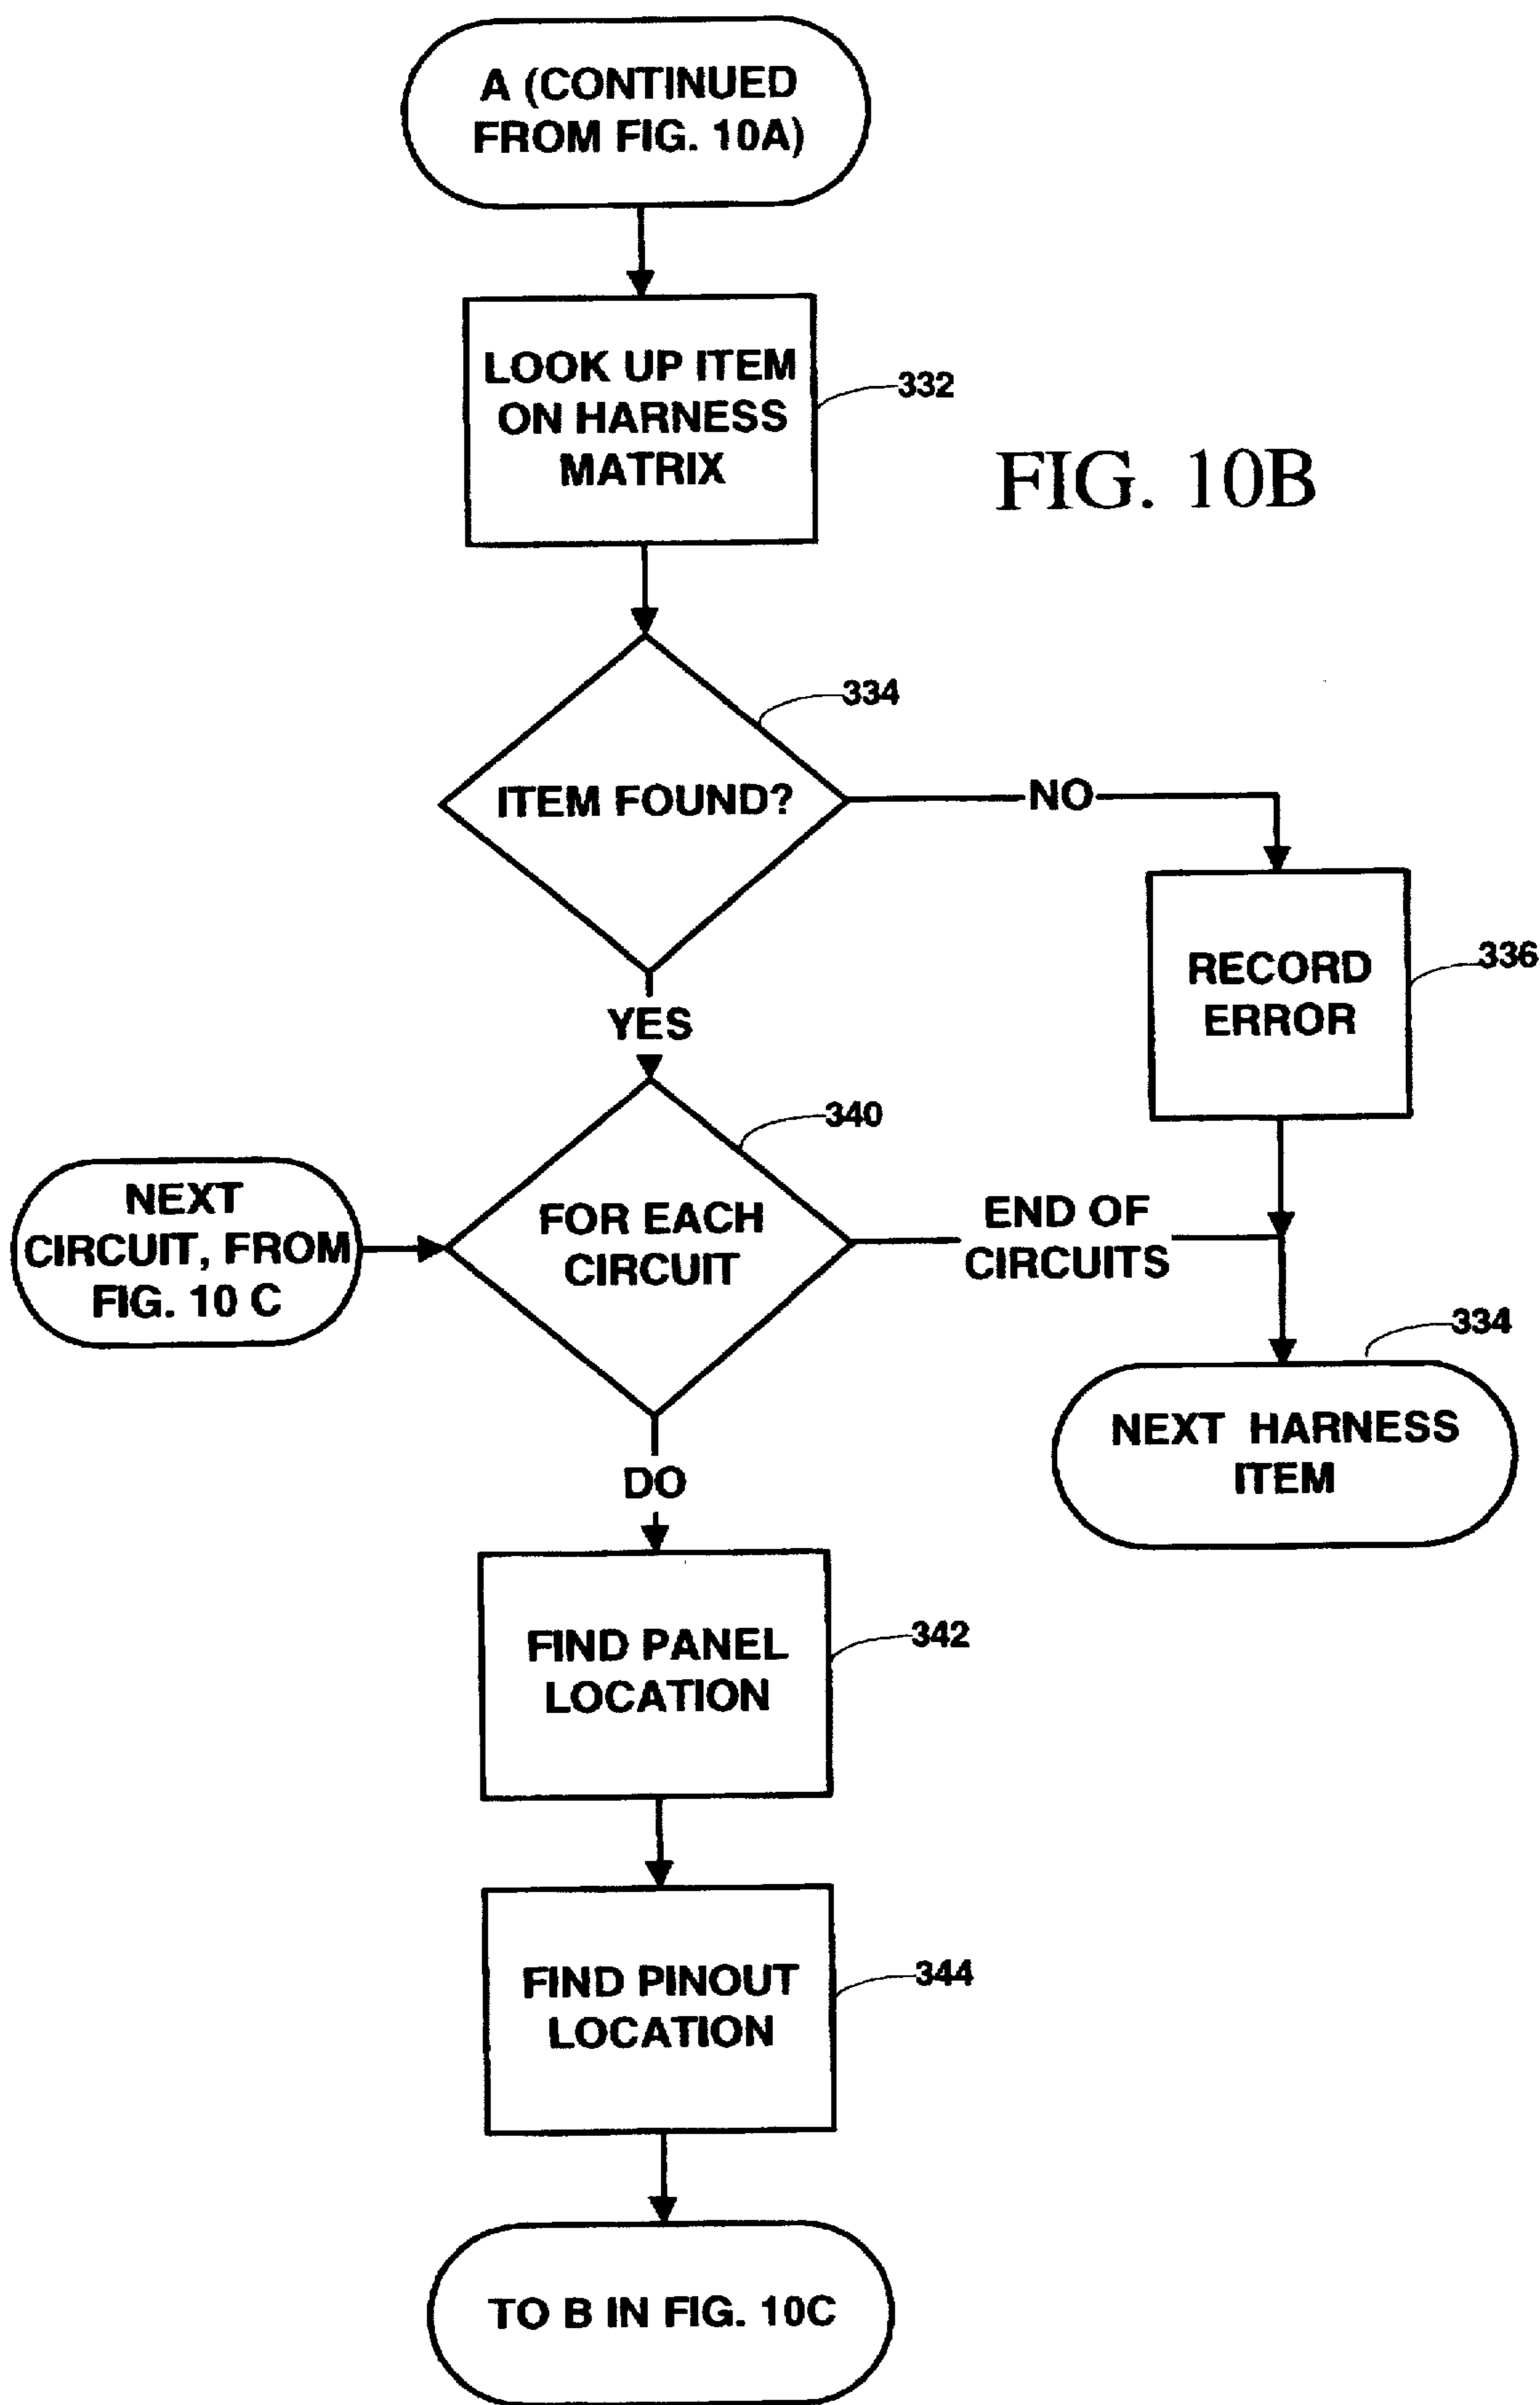 A (CONTINUED
FROM FIG. 10A)
LOOK UP ITEM
ON HARNESS
MATRIX
332
FIG. 10B
334
ITEM FOUND?
NO
336
RECORD
ERROR
YES
340
NEXT
CIRCUIT, FROM
FIG. 10 C
FOR EACH
CIRCUIT
END OF
CIRCUITS
334
NEXT HARNESS
ITEM
DO
FIND PANEL
LOCATION
342
FIND PINOUT
LOCATION
344
TO B IN FIG. 10C